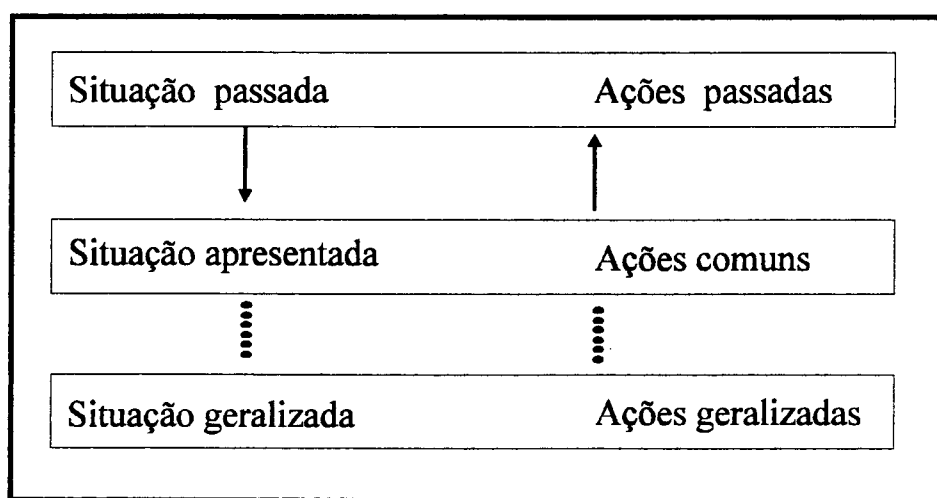 Situação passada Ações passadas
Situação apresentada Ações comuns
Situação geralizada Ações geralizadas